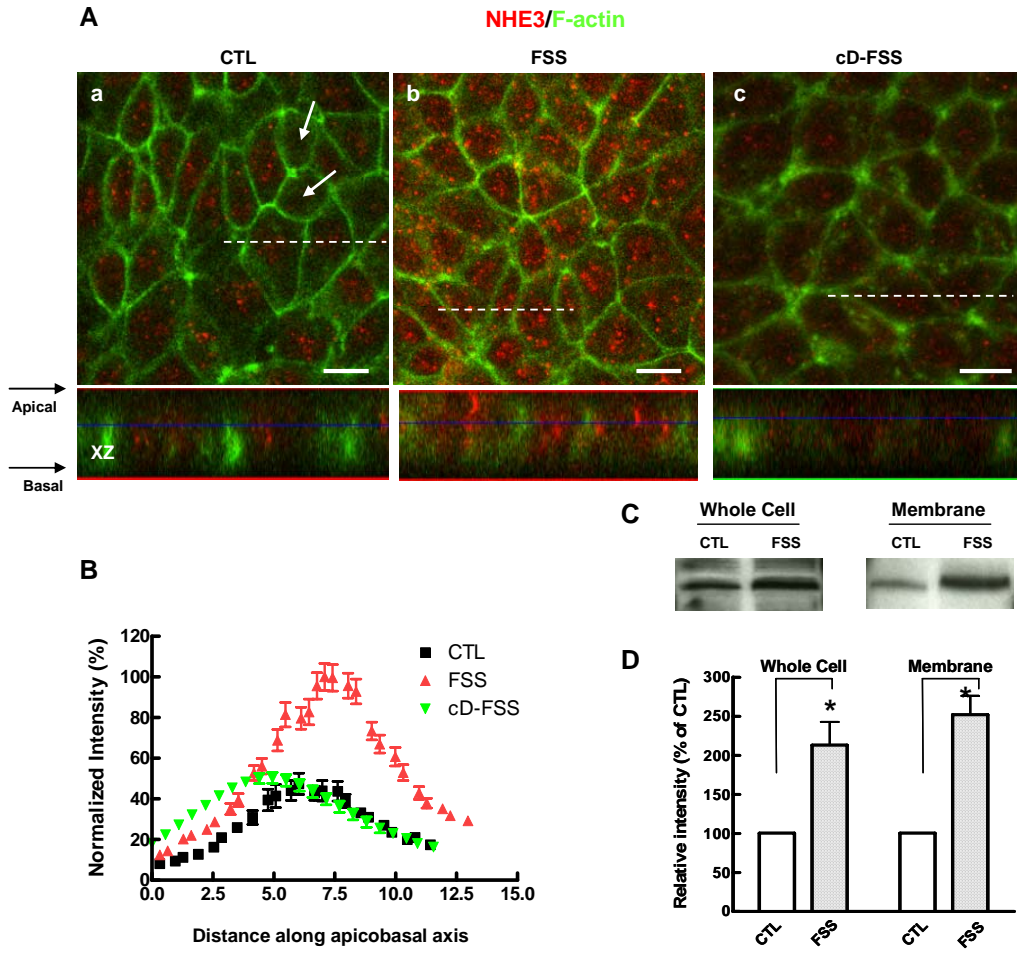 A
NHE3/F-actin
CTL
FSS
cD-FSS
a
b
c
Apical
Basal
XZ
C
Whole Cell
Membrane
CTL
FSS
CTL
FSS
B
Normalized Intensity (%)
120
100
80
60
40
20
0
0.0
2.5
5.0
7.5
10.0
12.5
15.0
Distance along apicobasal axis
CTL
FSS
cD-FSS
D
Relative intensity (% of CTL)
300
250
200
150
100
50
0
Whole Cell
Membrane
*
*
CTL
FSS
CTL
FSS